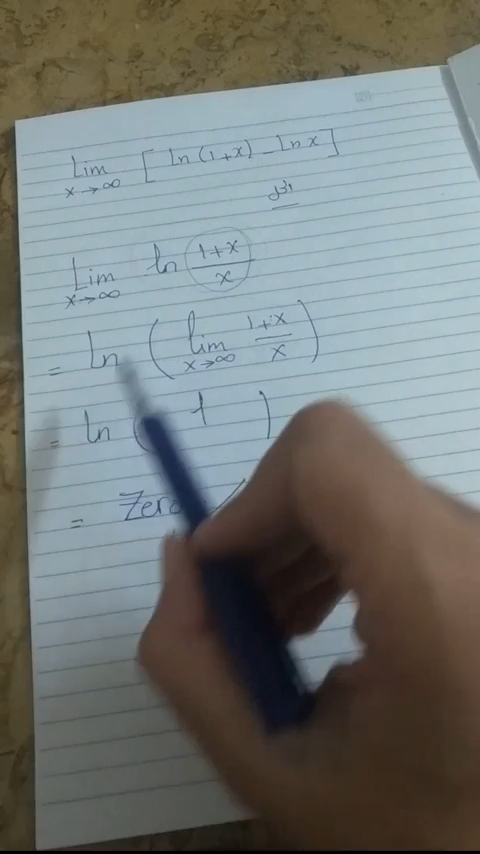 Lim x→∞ [ ln(1+x) - ln x ]
Lim x→∞ ln 1+x/x
= ln ( lim x→∞ 1+x/x )
= ln ( 1 )
= Zero